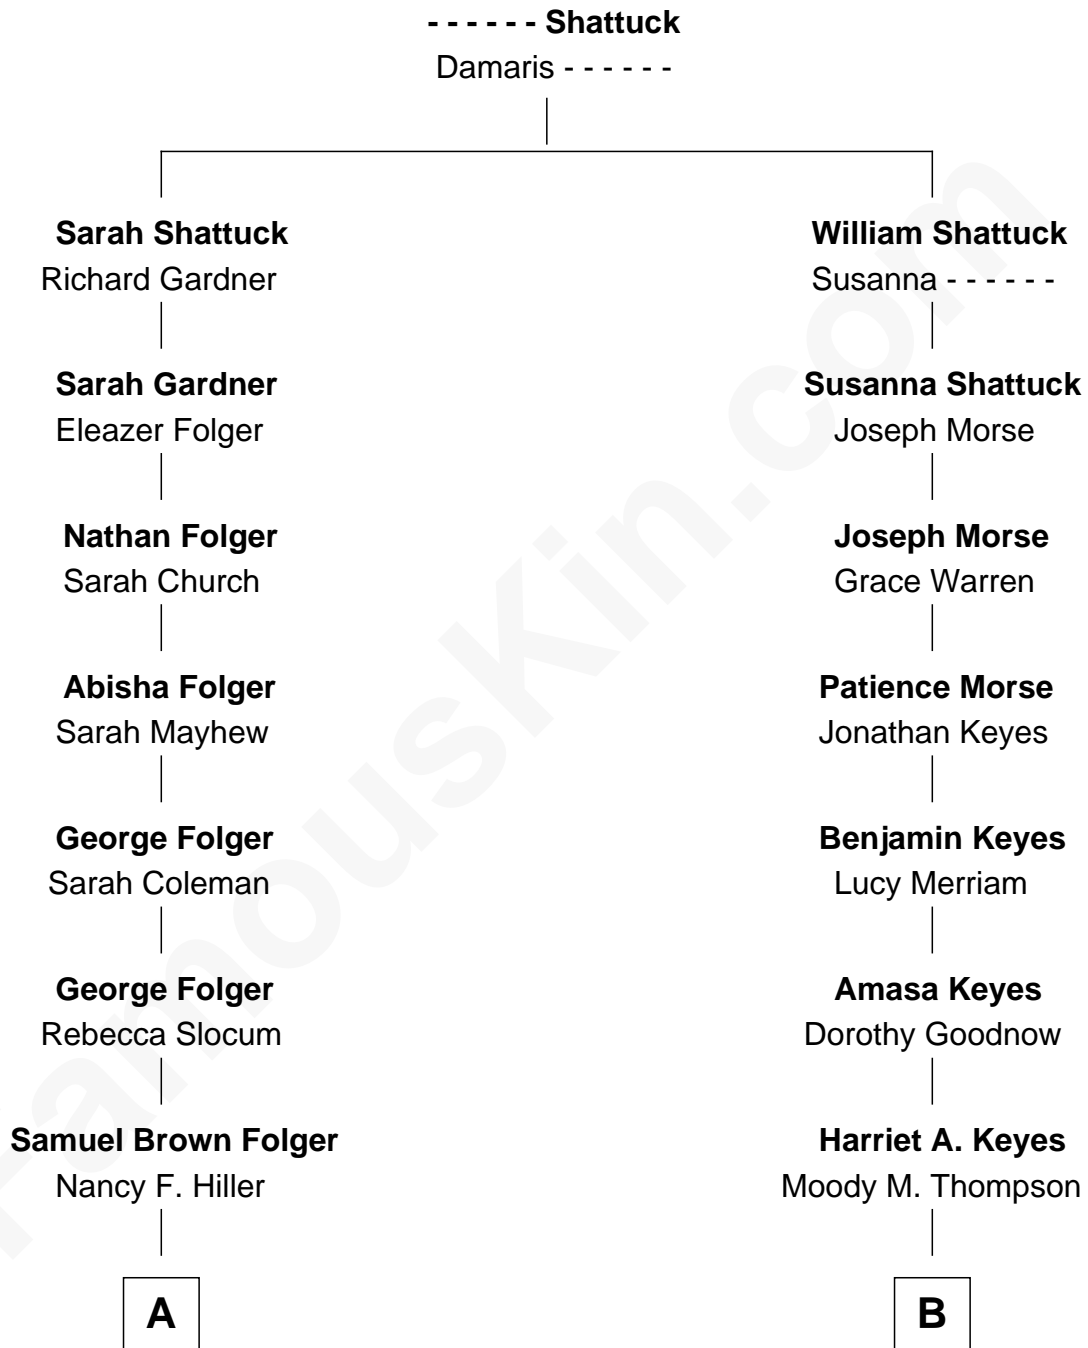 - - - - - - Shattuck
Damaris - - - - - -
Sarah Shattuck
Richard Gardner
William Shattuck
Susanna - - - - - -
Sarah Gardner
Eleazer Folger
Susanna Shattuck
Joseph Morse
Nathan Folger
Sarah Church
Joseph Morse
Grace Warren
Abisha Folger
Sarah Mayhew
Patience Morse
Jonathan Keyes
George Folger
Sarah Coleman
Benjamin Keyes
Lucy Merriam
George Folger
Rebecca Slocum
Amasa Keyes
Dorothy Goodnow
Samuel Brown Folger
Nancy F. Hiller
Harriet A. Keyes
Moody M. Thompson
A
B
FamousKin.com